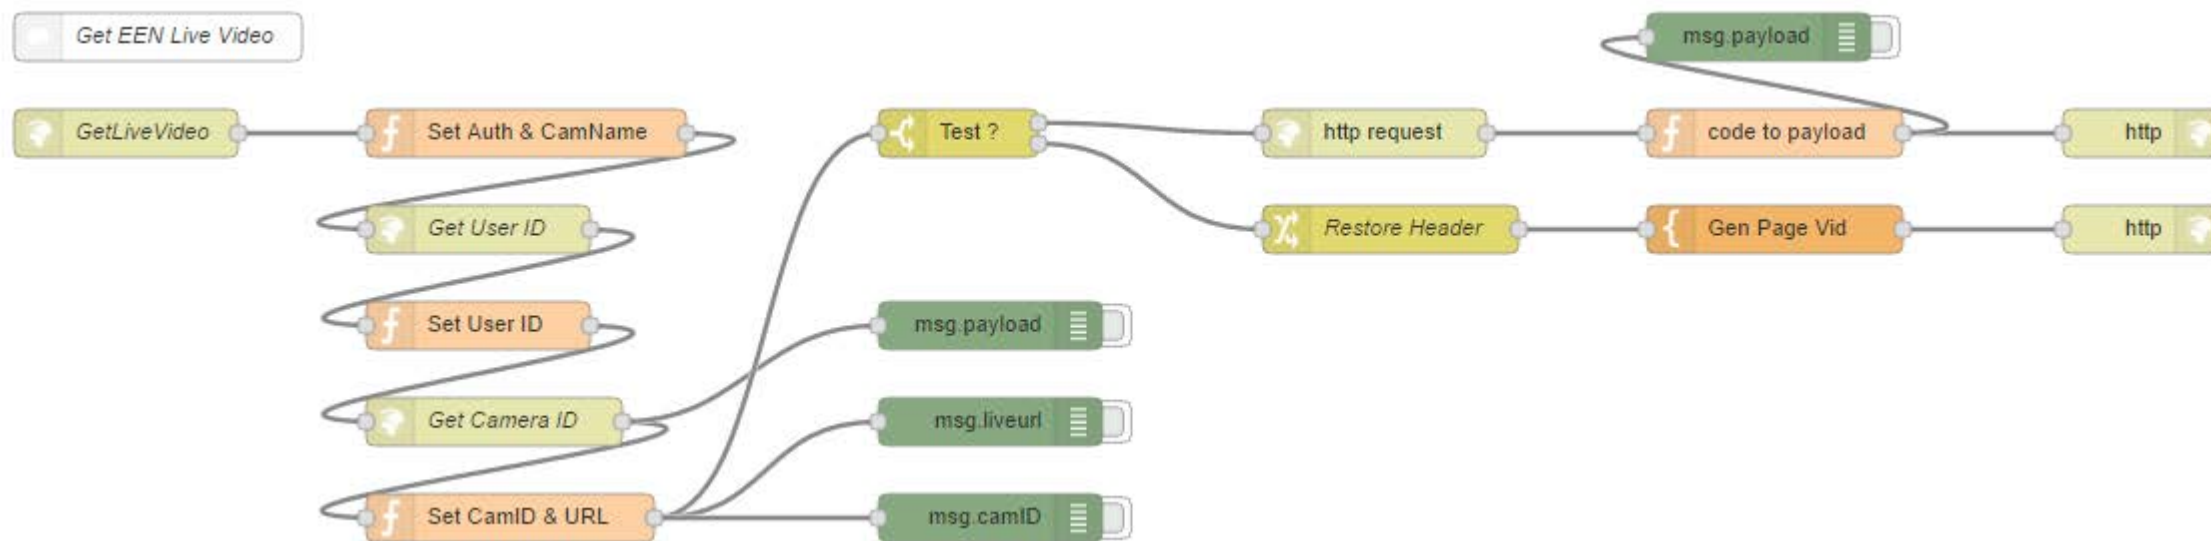 Get EEN Live Video
msg.payload
GetLiveVideo
Set Auth & CamName
Test ?
http request
code to payload
http
Get User ID
Restore Header
Gen Page Vid
http
Set User ID
msg.payload
Get Camera ID
msg.liveurl
Set CamID & URL
msg.camID